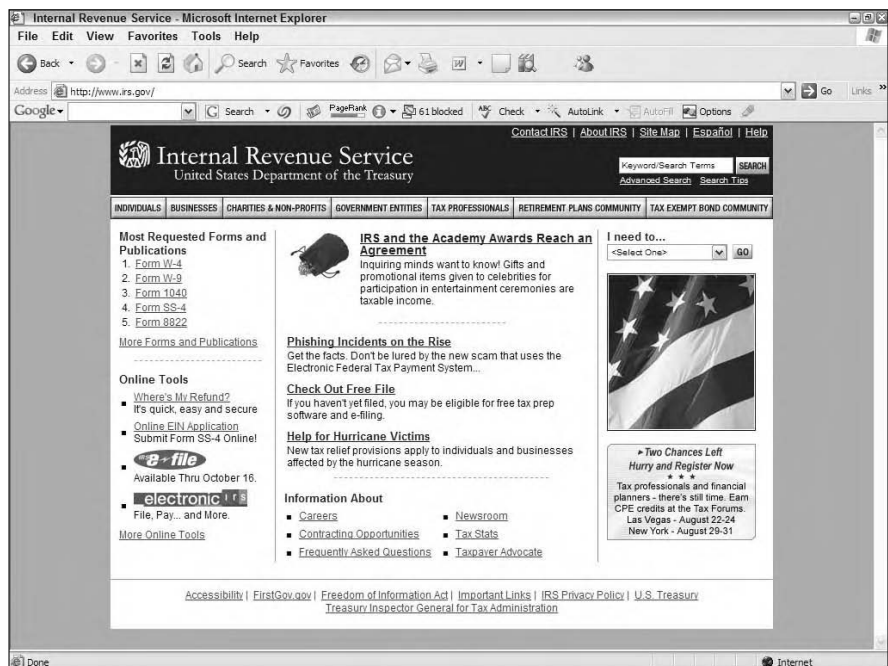 Internal Revenue Service - Microsoft Internet Explorer
File Edit View Favorites Tools Help
Back Search Favorites
Address http://www.irs.gov/ Go Links
Google Search PageRank 61 blocked Check AutoLink AutoFill Options
Contact IRS | About IRS | Site Map | Español | Help
Internal Revenue Service
United States Department of the Treasury
Keyword/Search Terms SEARCH
Advanced Search Search Tips
INDIVIDUALS BUSINESSES CHARITIES & NON-PROFITS GOVERNMENT ENTITIES TAX PROFESSIONALS RETIREMENT PLANS COMMUNITY TAX EXEMPT BOND COMMUNITY
Most Requested Forms and
Publications
1. Form W-4
2. Form W-9
3. Form 1040
4. Form SS-4
5. Form 8822
More Forms and Publications
Online Tools
Where's My Refund?
It's quick, easy and secure
Online EIN Application
Submit Form SS-4 Online!
IRS e-file
Available Thru October 16.
electronic IRS
File, Pay... and More.
More Online Tools
IRS and the Academy Awards Reach an
Agreement
Inquiring minds want to know! Gifts and
promotional items given to celebrities for
participation in entertainment ceremonies are
taxable income.
Phishing Incidents on the Rise
Get the facts. Don't be lured by the new scam that uses the
Electronic Federal Tax Payment System...
Check Out Free File
If you haven't yet filed, you may be eligible for free tax prep
software and e-filing.
Help for Hurricane Victims
New tax relief provisions apply to individuals and businesses
affected by the hurricane season.
Information About
Careers
Contracting Opportunities
Frequently Asked Questions
Newsroom
Tax Stats
Taxpayer Advocate
I need to...
<Select One> GO
Two Chances Left
Hurry and Register Now
★ ★ ★
Tax professionals and financial
planners - there's still time. Earn
CPE credits at the Tax Forums.
Las Vegas - August 22-24
New York - August 29-31
Accessibility | FirstGov.gov | Freedom of Information Act | Important Links | IRS Privacy Policy | U.S. Treasury
Treasury Inspector General for Tax Administration
Done Internet